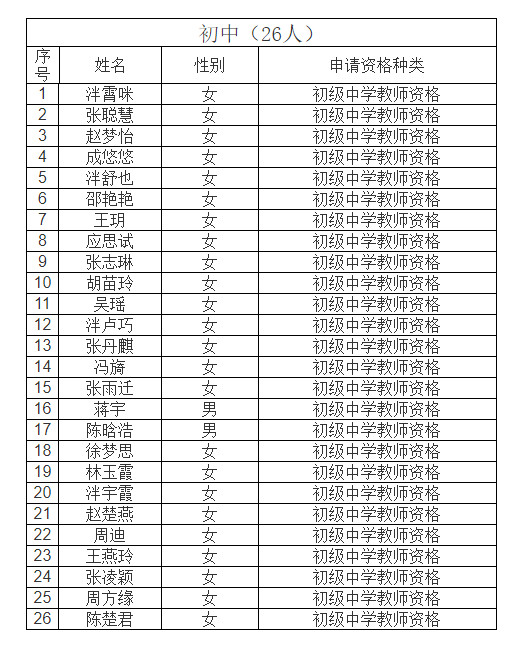 初中（26人）
序号 姓名 性别 申请资格种类
1 泮霄咪 女 初级中学教师资格
2 张聪慧 女 初级中学教师资格
3 赵梦怡 女 初级中学教师资格
4 成悠悠 女 初级中学教师资格
5 泮舒也 女 初级中学教师资格
6 邵艳艳 女 初级中学教师资格
7 王玥 女 初级中学教师资格
8 应思试 女 初级中学教师资格
9 张志琳 女 初级中学教师资格
10 胡苗玲 女 初级中学教师资格
11 吴瑶 女 初级中学教师资格
12 泮卢巧 女 初级中学教师资格
13 张丹麒 女 初级中学教师资格
14 冯旖 女 初级中学教师资格
15 张雨迁 女 初级中学教师资格
16 蒋宇 男 初级中学教师资格
17 陈晗浩 男 初级中学教师资格
18 徐梦思 女 初级中学教师资格
19 林玉霞 女 初级中学教师资格
20 泮宇霞 女 初级中学教师资格
21 赵楚燕 女 初级中学教师资格
22 周迪 女 初级中学教师资格
23 王燕玲 女 初级中学教师资格
24 张凌颖 女 初级中学教师资格
25 周方缘 女 初级中学教师资格
26 陈楚君 女 初级中学教师资格